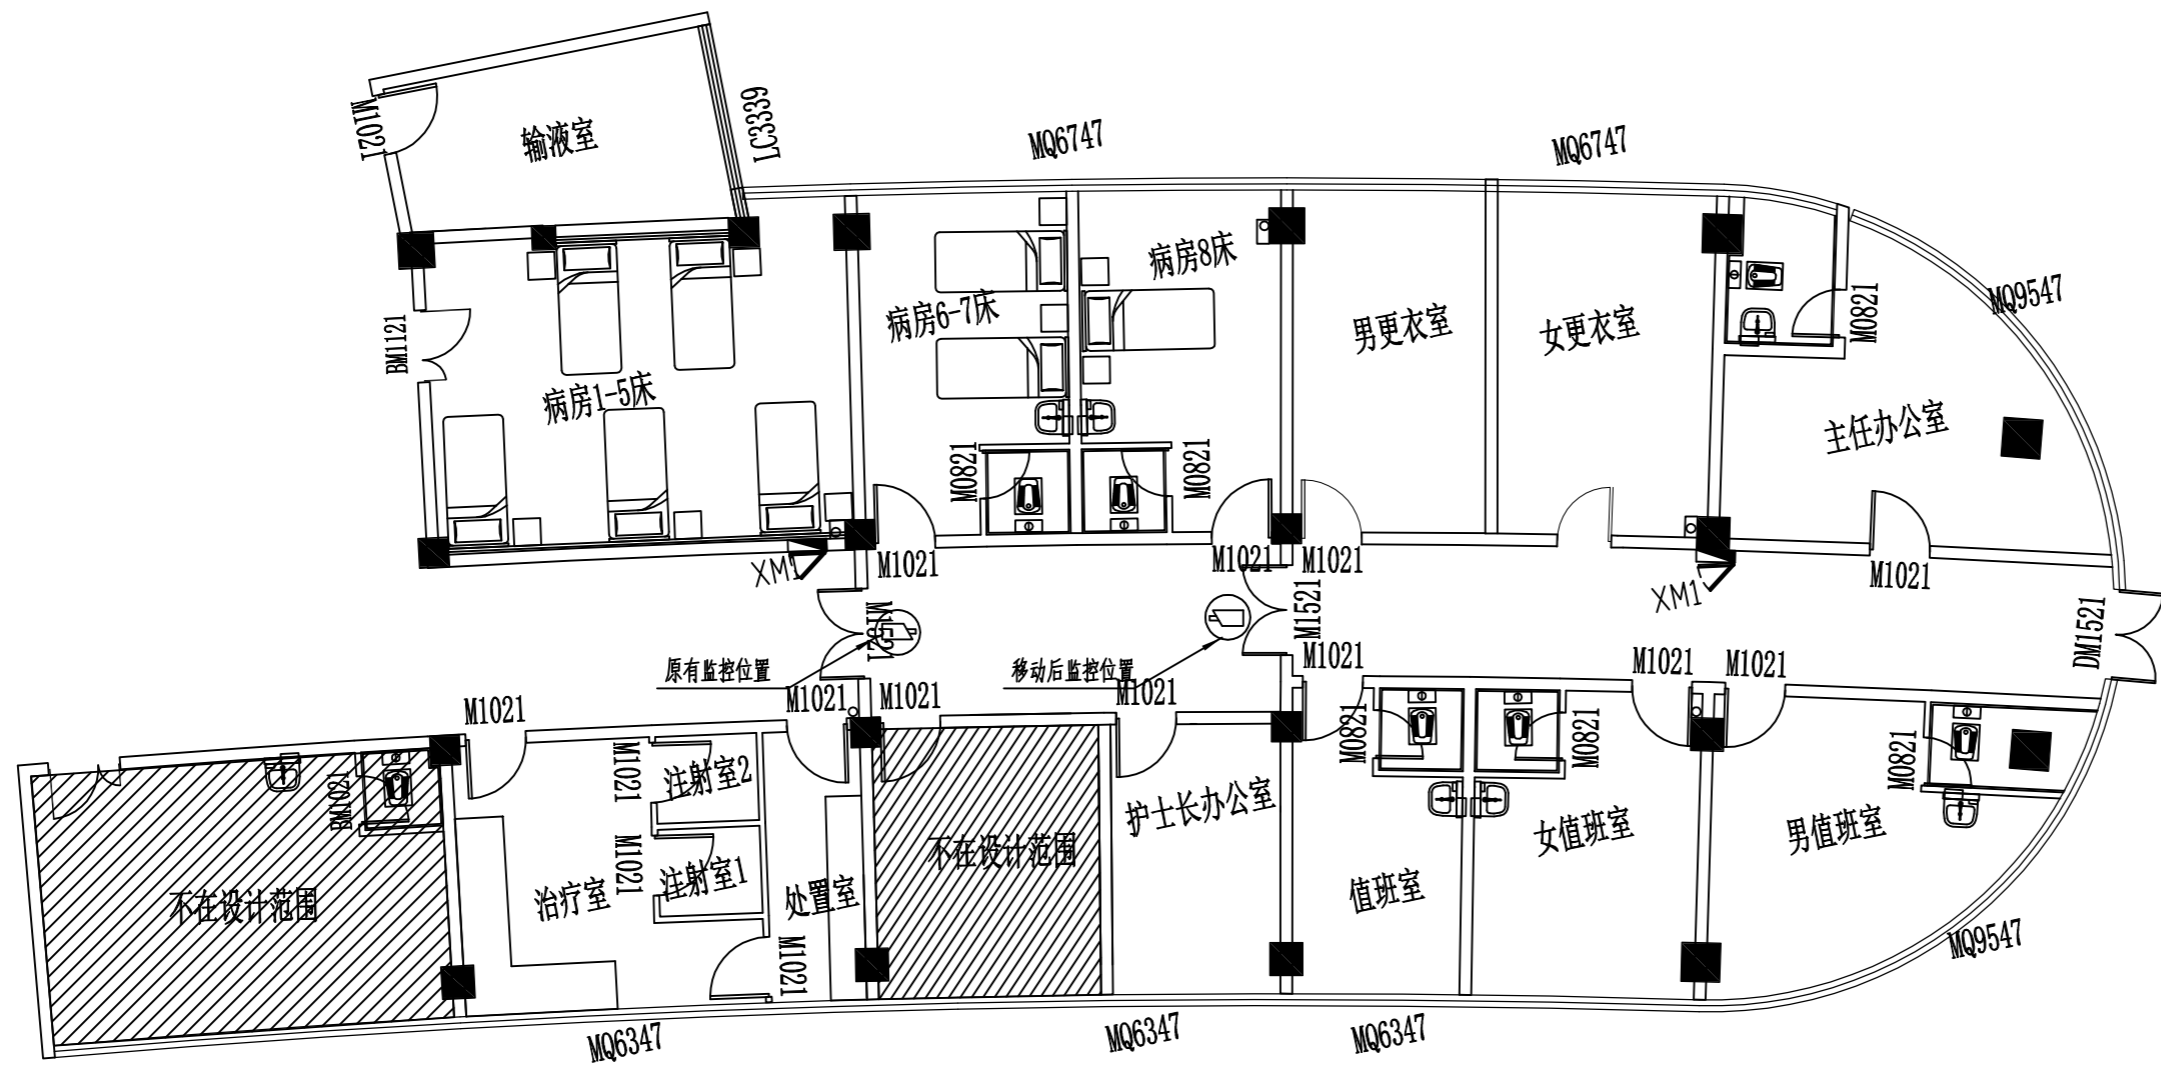 M1021
输液室
LC3339
MQ6747
MQ6747
病房8床
病房6-7床
男更衣室
女更衣室
M0821
MQ9547
BM1121
病房1-5床
主任办公室
M0821
M0821
XM1
M1021
M1021
M1021
M1521
XM1
M1021
DM1521
M1521
原有监控位置
移动后监控位置
M1021
M1021
M1021
M1021
M1021
M1021
M1021
M0821
M0821
M0821
M1021
注射室2
BM1021
护士长办公室
女值班室
男值班室
不在设计范围
M1021
注射室1
治疗室
处置室
值班室
不在设计范围
M1021
MQ9547
MQ6347
MQ6347
MQ6347